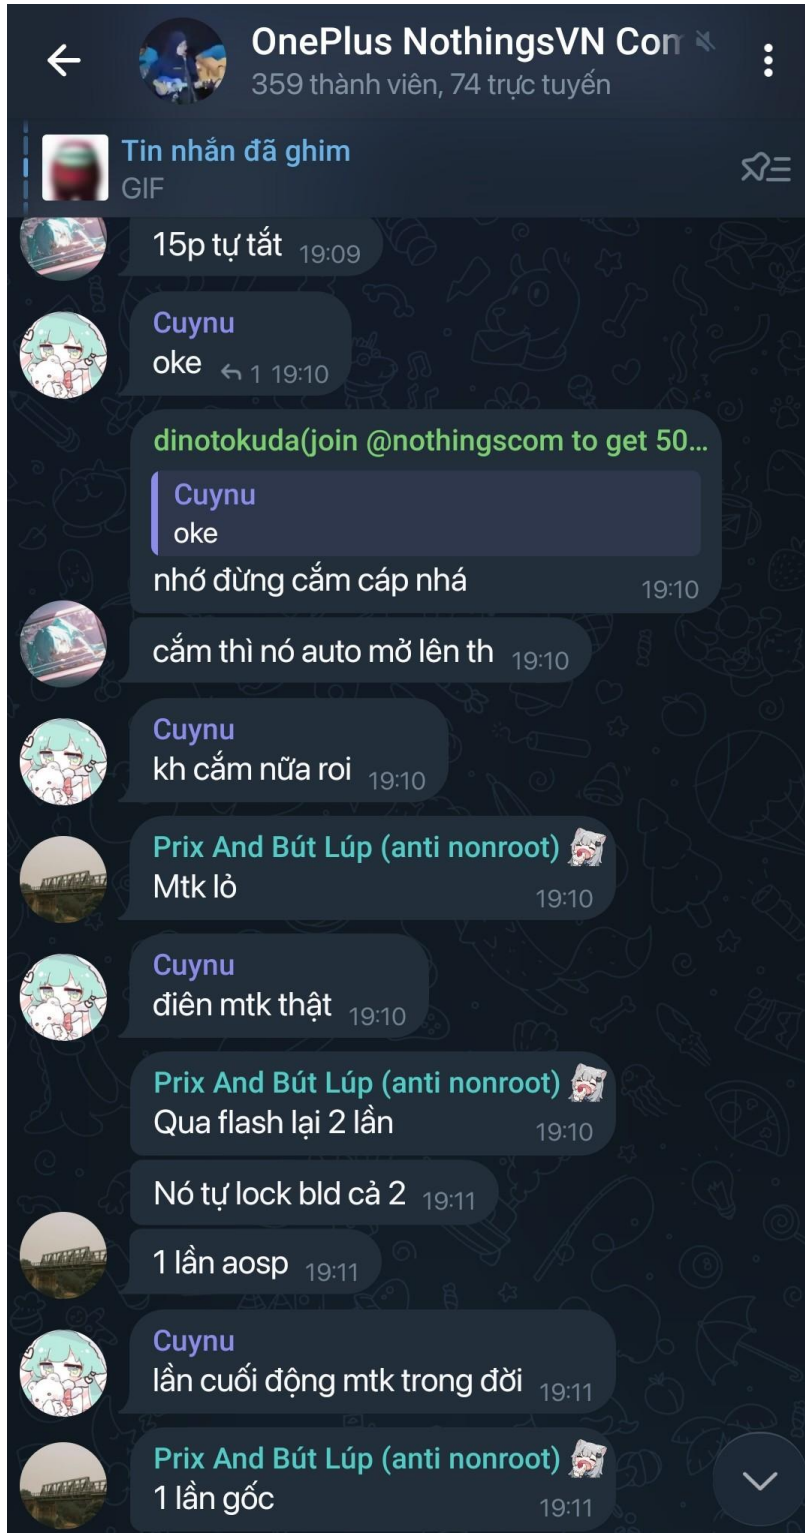 OnePlus NothingsVN Com
359 thành viên, 74 trực tuyến
Tin nhắn đã ghim
GIF
15p tự tắt 19:09
Cuynu
oke 1 19:10
dinotokuda(join @nothingscom to get 50...
Cuynu
oke
nhớ đừng cắm cáp nhá 19:10
cắm thì nó auto mở lên th 19:10
Cuynu
kh cắm nữa roi 19:10
Prix And Bút Lúp (anti nonroot)
Mtk lỏ 19:10
Cuynu
điên mtk thật 19:10
Prix And Bút Lúp (anti nonroot)
Qua flash lại 2 lần 19:10
Nó tự lock bld cả 2 19:11
1 lần aosp 19:11
Cuynu
lần cuối động mtk trong đời 19:11
Prix And Bút Lúp (anti nonroot)
1 lần gốc 19:11